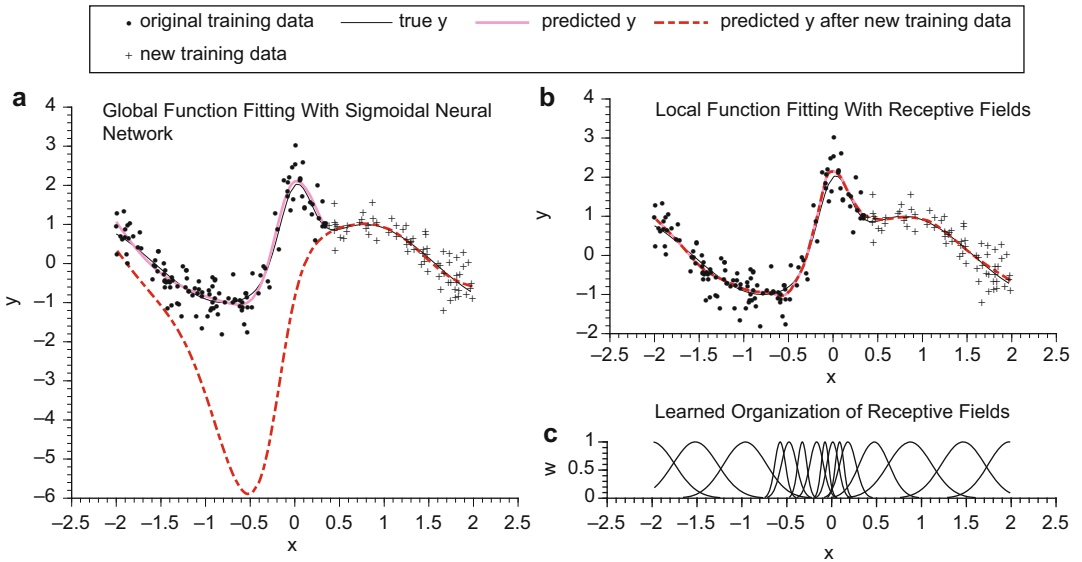 original training data true y predicted y predicted y after new training data
new training data
a
Global Function Fitting With Sigmoidal Neural
Network
4
3
2
1
0
–1
–2
–3
–4
–5
–6
y
–2.5 –2 –1.5 –1 –0.5 0 0.5 1 1.5 2 2.5
x
b
Local Function Fitting With Receptive Fields
4
3
2
1
0
–1
–2
y
–2.5 –2 –1.5 –1 –0.5 0 0.5 1 1.5 2 2.5
x
c
Learned Organization of Receptive Fields
1
0.5
0
w
–2.5 –2 –1.5 –1 –0.5 0 0.5 1 1.5 2 2.5
x